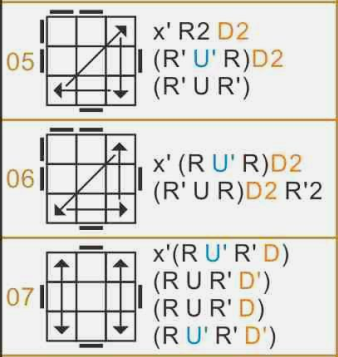 05
x' R2 D2
(R' U' R)D2
(R' U R')
06
x' (R U' R)D2
(R' U R)D2 R'2
07
x'(R U' R' D)
(R U R' D')
(R U R' D)
(R U' R' D')